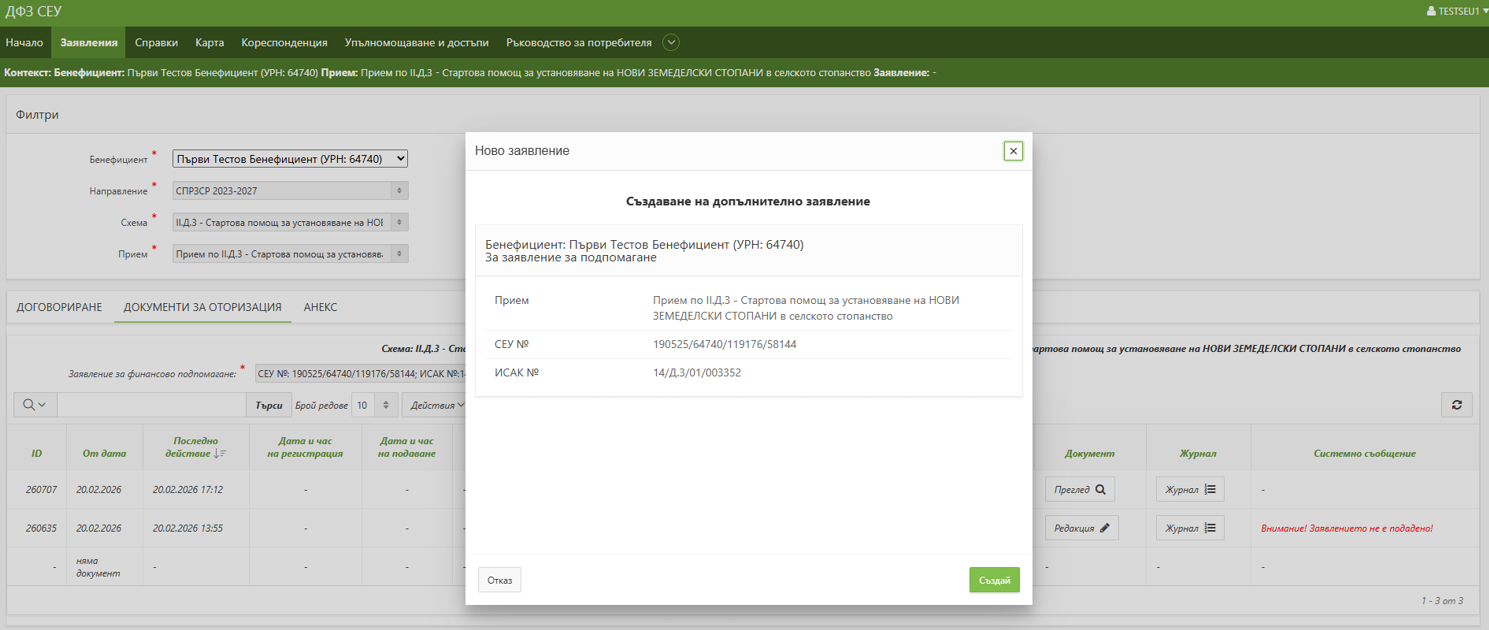 ДФЗ СЕУ
TESTSEU1
Начало Заявления Справки Карта Кореспонденция Упълномощаване и достъпи Ръководство за потребителя
Контекст: Бенефициент: Първи Тестов Бенефициент (УРН: 64740) Прием: Прием по II.Д.3 - Стартова помощ за установяване на НОВИ ЗЕМЕДЕЛСКИ СТОПАНИ в селското стопанство Заявление: -
Филтри
Бенефициент * Първи Тестов Бенефициент (УРН: 64740)
Направление * СПРЗСР 2023-2027
Схема * II.Д.3 - Стартова помощ за установяване на НОВ
Прием * Прием по II.Д.3 - Стартова помощ за установява
Ново заявление
Създаване на допълнително заявление
Бенефициент: Първи Тестов Бенефициент (УРН: 64740)
За заявление за подпомагане
Прием Прием по II.Д.3 - Стартова помощ за установяване на НОВИ
ЗЕМЕДЕЛСКИ СТОПАНИ в селското стопанство
СЕУ № 190525/64740/119176/58144
ИСАК № 14/Д.3/01/003352
Отказ Създай
ДОГОВОРИРАНЕ ДОКУМЕНТИ ЗА ОТОРИЗАЦИЯ АНЕКС
Схема: II.Д.3 - Ста
артова помощ за установяване на НОВИ ЗЕМЕДЕЛСКИ СТОПАНИ в селското стопанство
Заявление за финансово подпомагане: * СЕУ №: 190525/64740/119176/58144; ИСАК №:1
Търси Брой редове 10 Действия
ID От дата Последно действие Дата и час на регистрация Дата и час на подаване Документ Журнал Системно съобщение
260707 20.02.2026 20.02.2026 17:12 - - - Преглед Журнал -
260635 20.02.2026 20.02.2026 13:55 - - - Редакция Журнал Внимание! Заявлението не е подадено!
- няма документ - - - - - - -
1 - 3 от 3